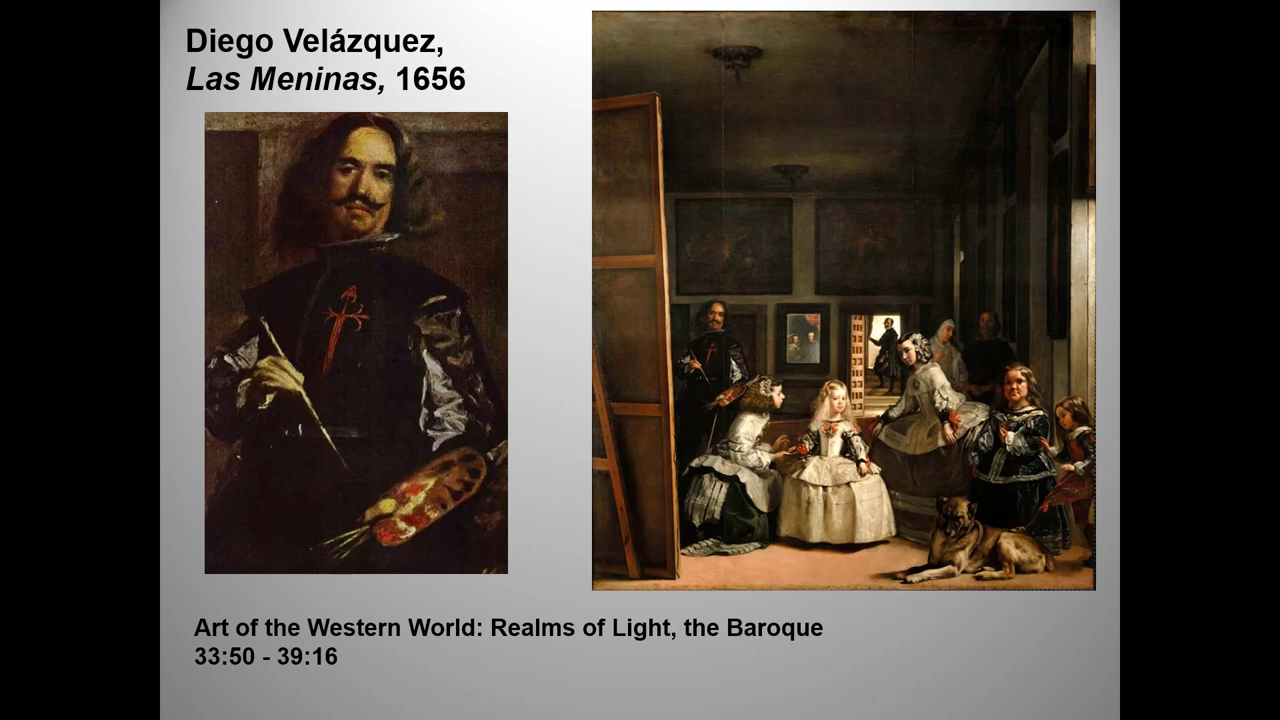 Diego Velázquez,
Las Meninas, 1656
Art of the Western World: Realms of Light, the Baroque
33:50 - 39:16